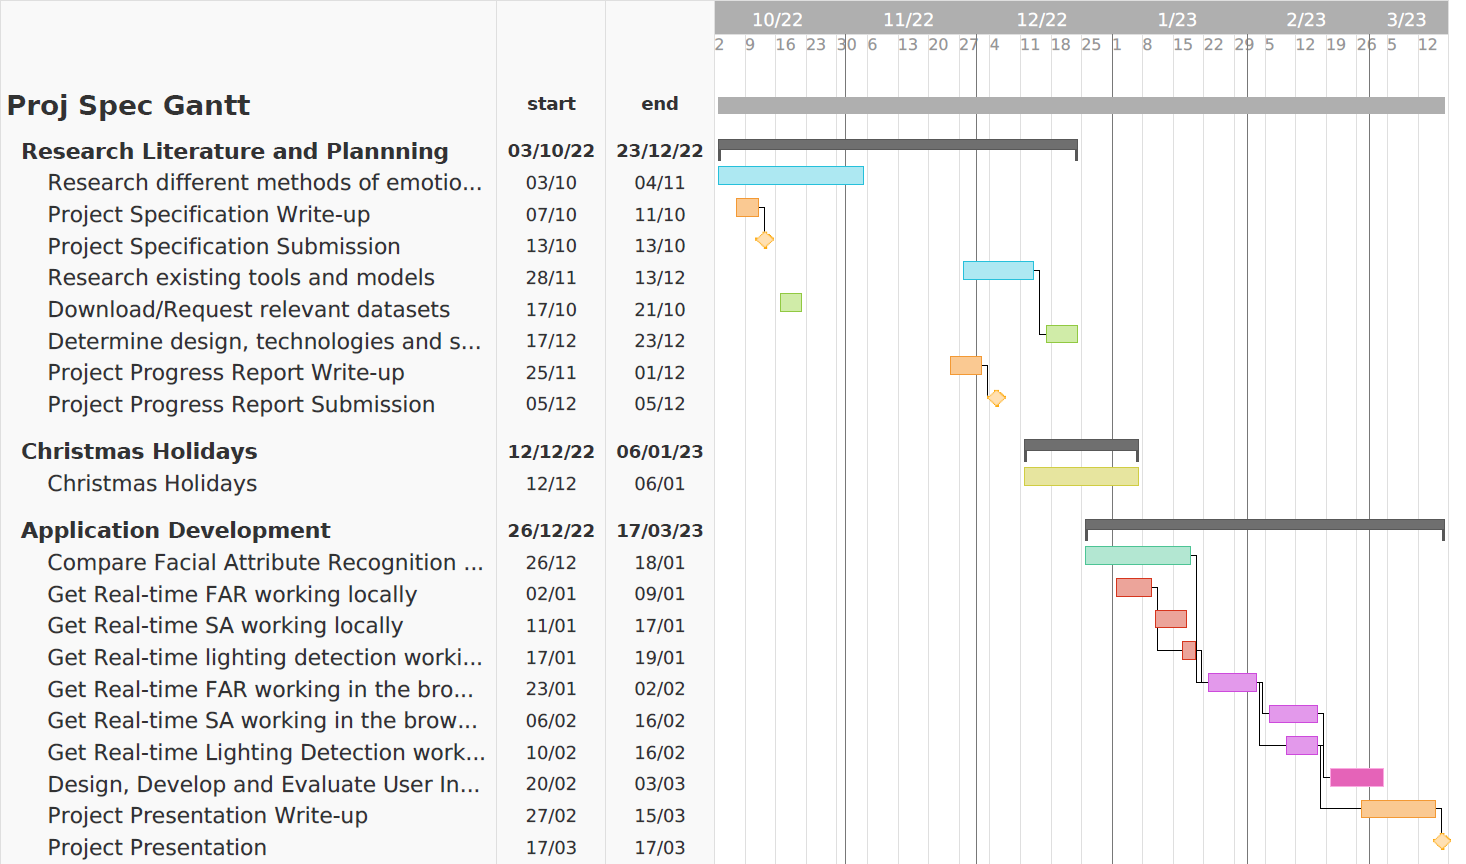 10/22 11/22 12/22 1/23 2/23 3/23
2 9 16 23 30 6 13 20 27 4 11 18 25 1 8 15 22 29 5 12 19 26 5 12
Proj Spec Gantt start end
Research Literature and Plannning 03/10/22 23/12/22
Research different methods of emotio... 03/10 04/11
Project Specification Write-up 07/10 11/10
Project Specification Submission 13/10 13/10
Research existing tools and models 28/11 13/12
Download/Request relevant datasets 17/10 21/10
Determine design, technologies and s... 17/12 23/12
Project Progress Report Write-up 25/11 01/12
Project Progress Report Submission 05/12 05/12
Christmas Holidays 12/12/22 06/01/23
Christmas Holidays 12/12 06/01
Application Development 26/12/22 17/03/23
Compare Facial Attribute Recognition ... 26/12 18/01
Get Real-time FAR working locally 02/01 09/01
Get Real-time SA working locally 11/01 17/01
Get Real-time lighting detection worki... 17/01 19/01
Get Real-time FAR working in the bro... 23/01 02/02
Get Real-time SA working in the brow... 06/02 16/02
Get Real-time Lighting Detection work... 10/02 16/02
Design, Develop and Evaluate User In... 20/02 03/03
Project Presentation Write-up 27/02 15/03
Project Presentation 17/03 17/03